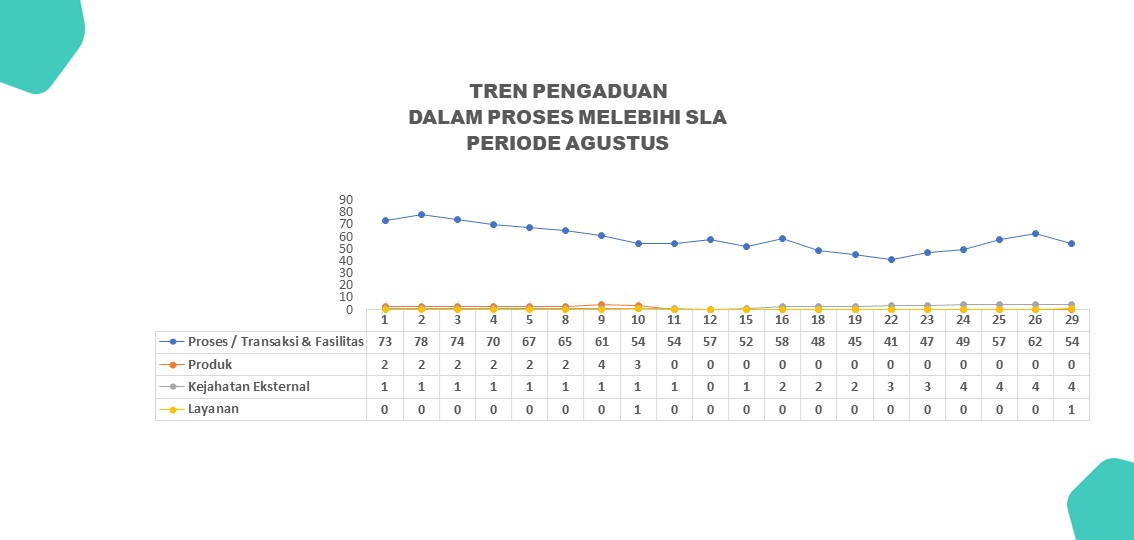 TREN PENGADUAN
DALAM PROSES MELEBIHI SLA
PERIODE AGUSTUS
90
80
70
60
50
40
30
20
10
0
1 2 3 4 5 8 9 10 11 12 15 16 18 19 22 23 24 25 26 29
Proses / Transaksi & Fasilitas 73 78 74 70 67 65 61 54 54 57 52 58 48 45 41 47 49 57 62 54
Produk 2 2 2 2 2 2 4 3 0 0 0 0 0 0 0 0 0 0 0 0
Kejahatan Eksternal 1 1 1 1 1 1 1 1 1 0 1 2 2 2 3 3 4 4 4 4
Layanan 0 0 0 0 0 0 0 1 0 0 0 0 0 0 0 0 0 0 0 1